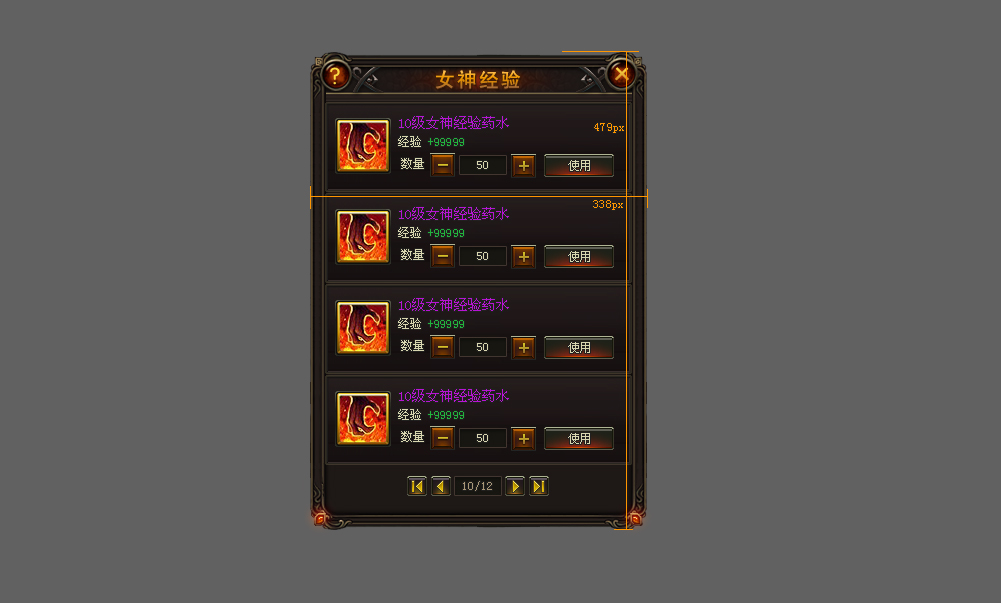 ?
女神经验
×
10级女神经验药水
479px
经验 +99999
数量 − 50 + 使用
338px
10级女神经验药水
经验 +99999
数量 − 50 + 使用
10级女神经验药水
经验 +99999
数量 − 50 + 使用
10级女神经验药水
经验 +99999
数量 − 50 + 使用
10/12